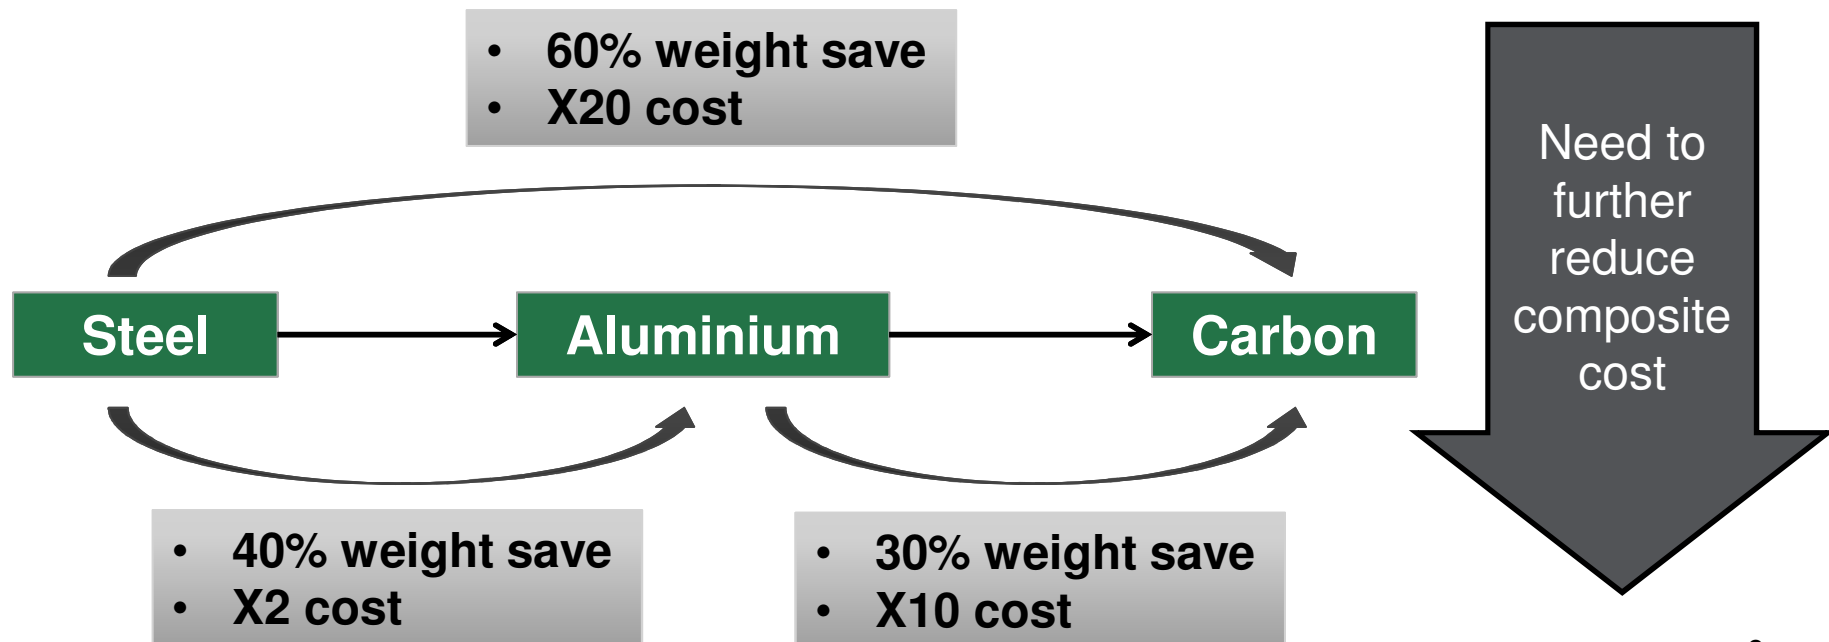 • 60% weight save
• X20 cost
Need to
further
reduce
composite
cost
Steel
Aluminium
Carbon
• 40% weight save
• X2 cost
• 30% weight save
• X10 cost